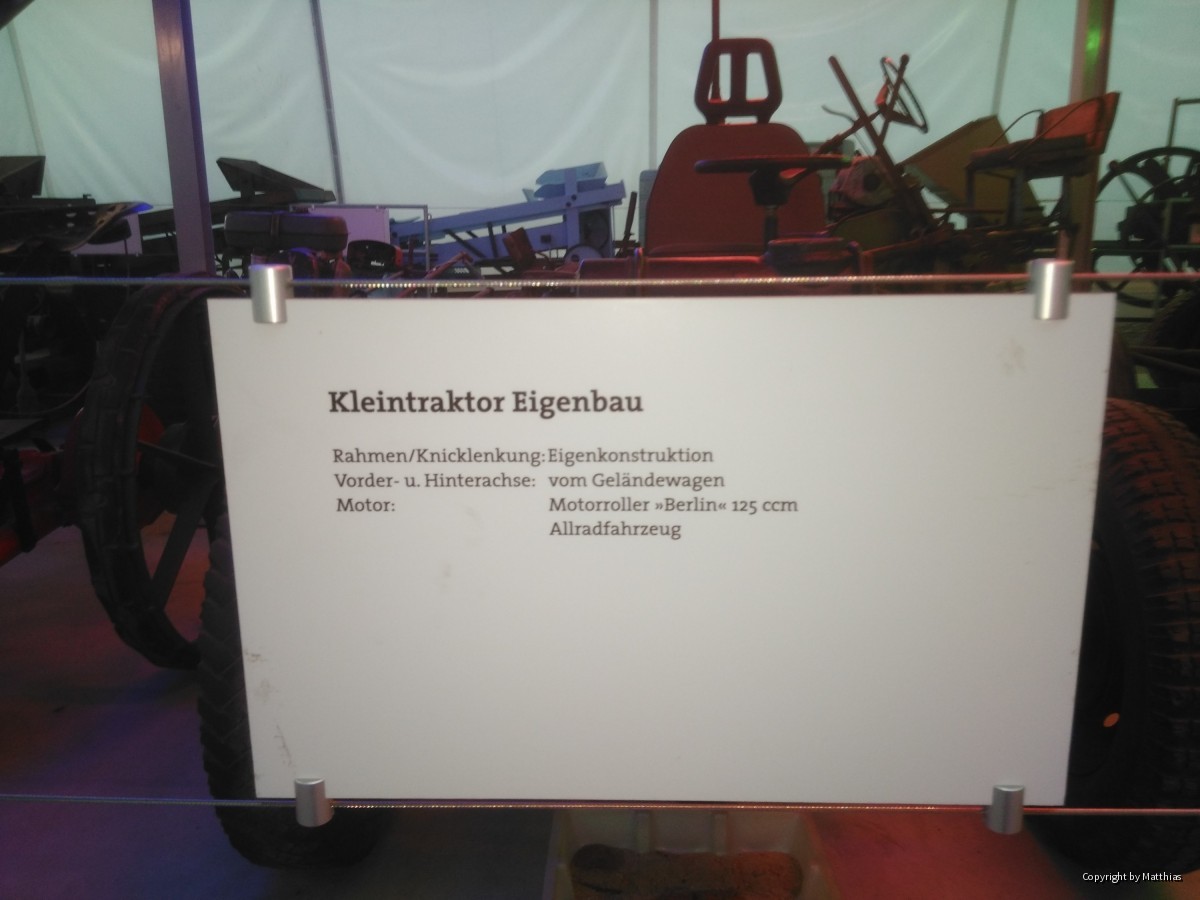 Kleintraktor Eigenbau
Rahmen/Knicklenkung: Eigenkonstruktion
Vorder- u. Hinterachse: vom Geländewagen
Motor: Motorroller »Berlin« 125 ccm
Allradfahrzeug
Copyright by Matthias